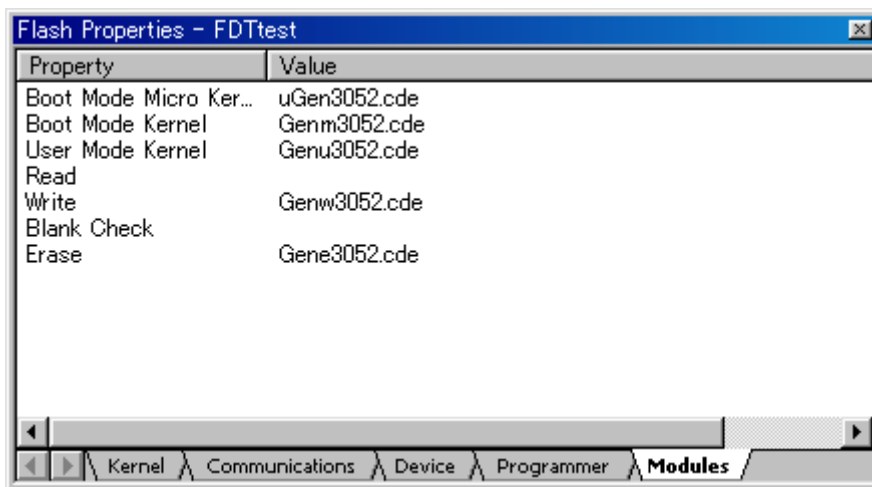 Flash Properties - FDTtest
Property Value
Boot Mode Micro Ker... uGen3052.cde
Boot Mode Kernel Genm3052.cde
User Mode Kernel Genu3052.cde
Read
Write Genw3052.cde
Blank Check
Erase Gene3052.cde
Kernel Communications Device Programmer Modules